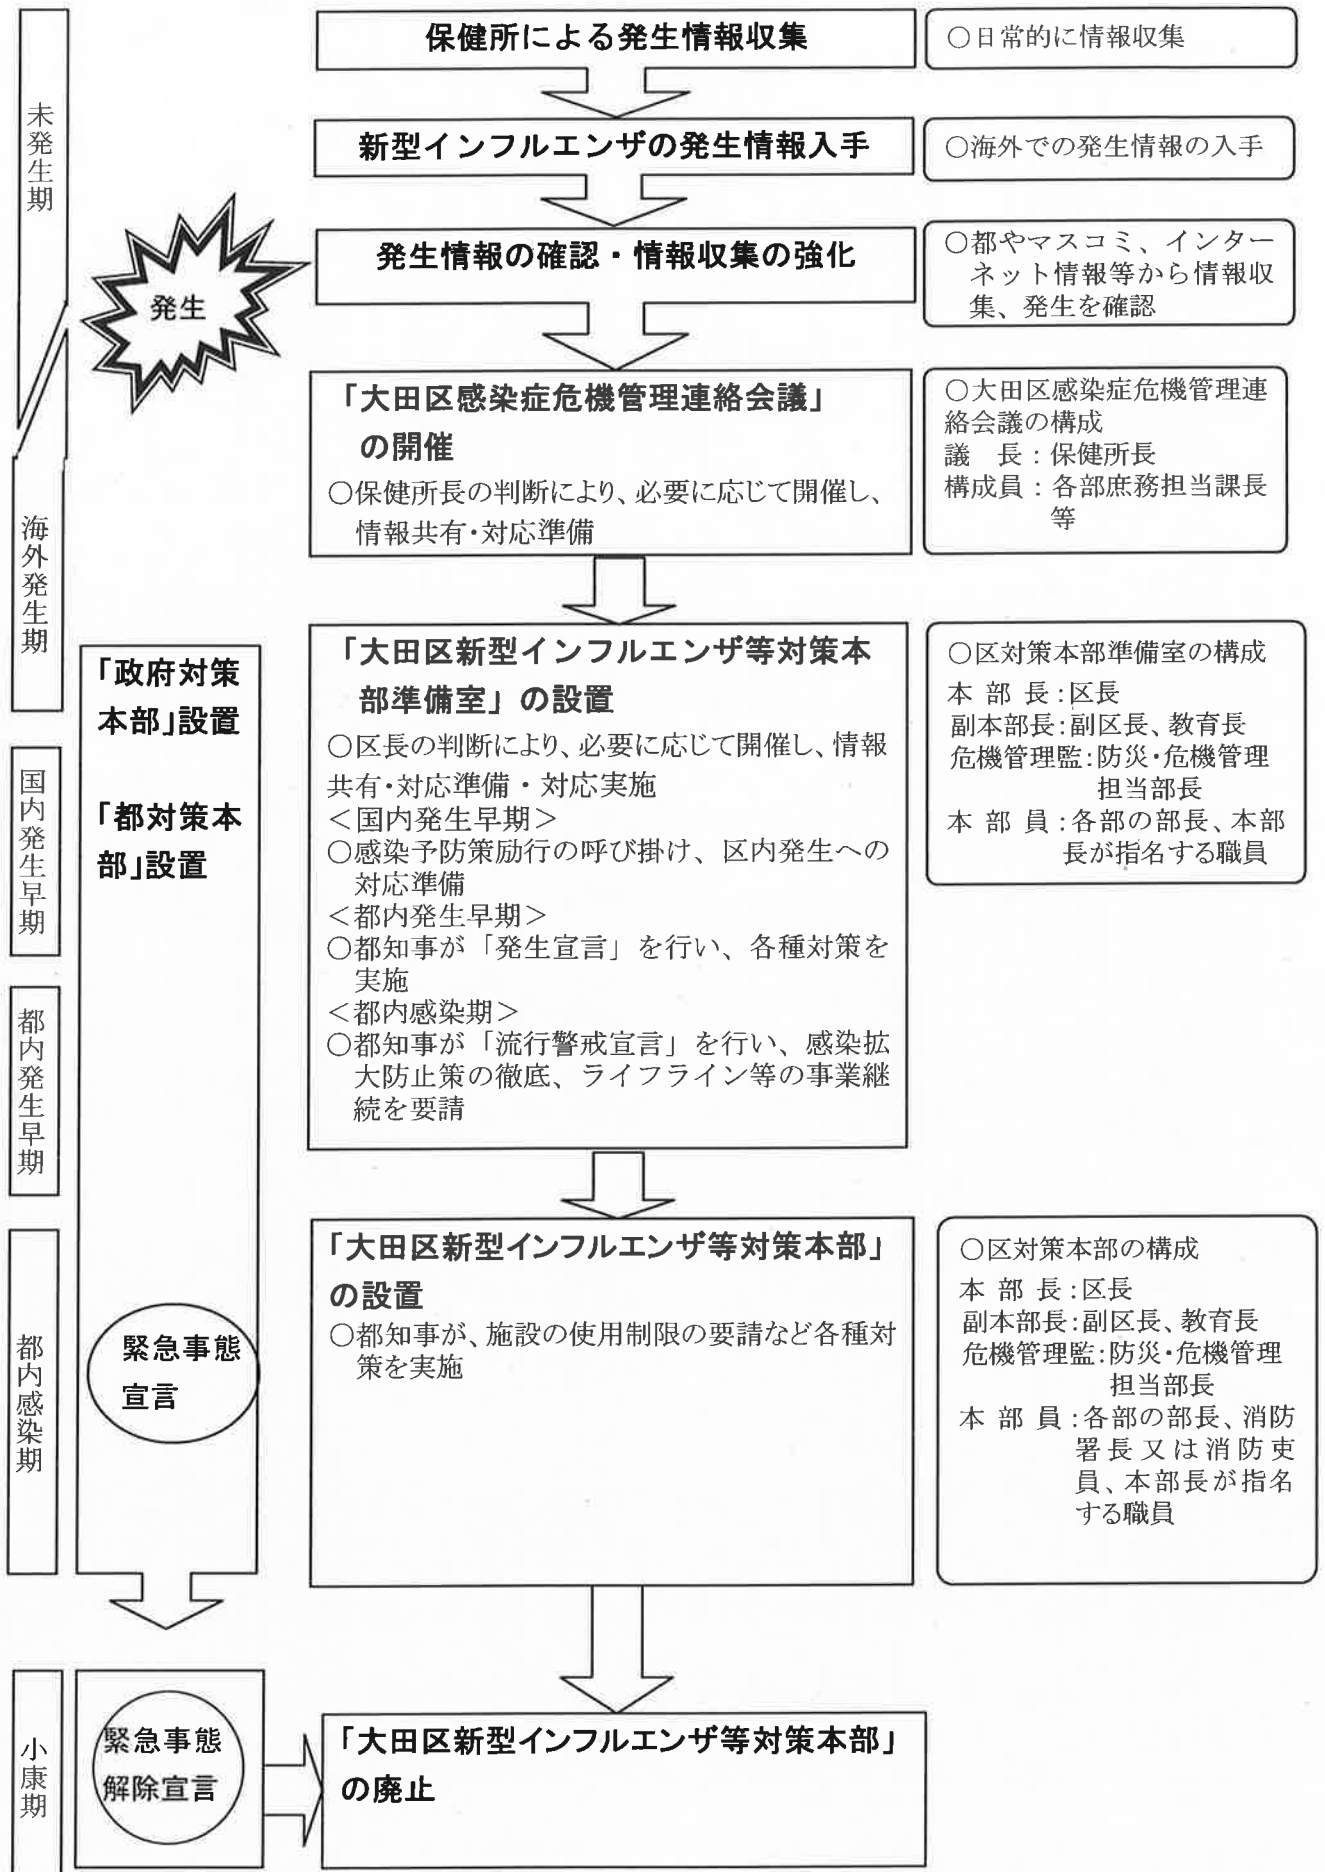 未発生期
保健所による発生情報収集
○日常的に情報収集
新型インフルエンザの発生情報入手
○海外での発生情報の入手
発生
発生情報の確認・情報収集の強化
○都やマスコミ、インター
ネット情報等から情報収
集、発生を確認
海外発生期
「大田区感染症危機管理連絡会議」
の開催
○保健所長の判断により、必要に応じて開催し、
情報共有・対応準備
○大田区感染症危機管理連
絡会議の構成
議　長：保健所長
構成員：各部庶務担当課長
等
「政府対策
本部」設置
「都対策本
部」設置
「大田区新型インフルエンザ等対策本
部準備室」の設置
○区長の判断により、必要に応じて開催し、情報
共有・対応準備・対応実施
＜国内発生早期＞
○感染予防策励行の呼び掛け、区内発生への
対応準備
＜都内発生早期＞
○都知事が「発生宣言」を行い、各種対策を
実施
＜都内感染期＞
○都知事が「流行警戒宣言」を行い、感染拡
大防止策の徹底、ライフライン等の事業継
続を要請
○区対策本部準備室の構成
本 部 長：区長
副本部長：副区長、教育長
危機管理監：防災・危機管理
担当部長
本 部 員：各部の部長、本部
長が指名する職員
国内発生早期
都内発生早期
都内感染期
緊急事態
宣言
「大田区新型インフルエンザ等対策本部」
の設置
○都知事が、施設の使用制限の要請など各種対
策を実施
○区対策本部の構成
本 部 長：区長
副本部長：副区長、教育長
危機管理監：防災・危機管理
担当部長
本 部 員：各部の部長、消防
署長又は消防吏
員、本部長が指名
する職員
小康期
緊急事態
解除宣言
「大田区新型インフルエンザ等対策本部」
の廃止